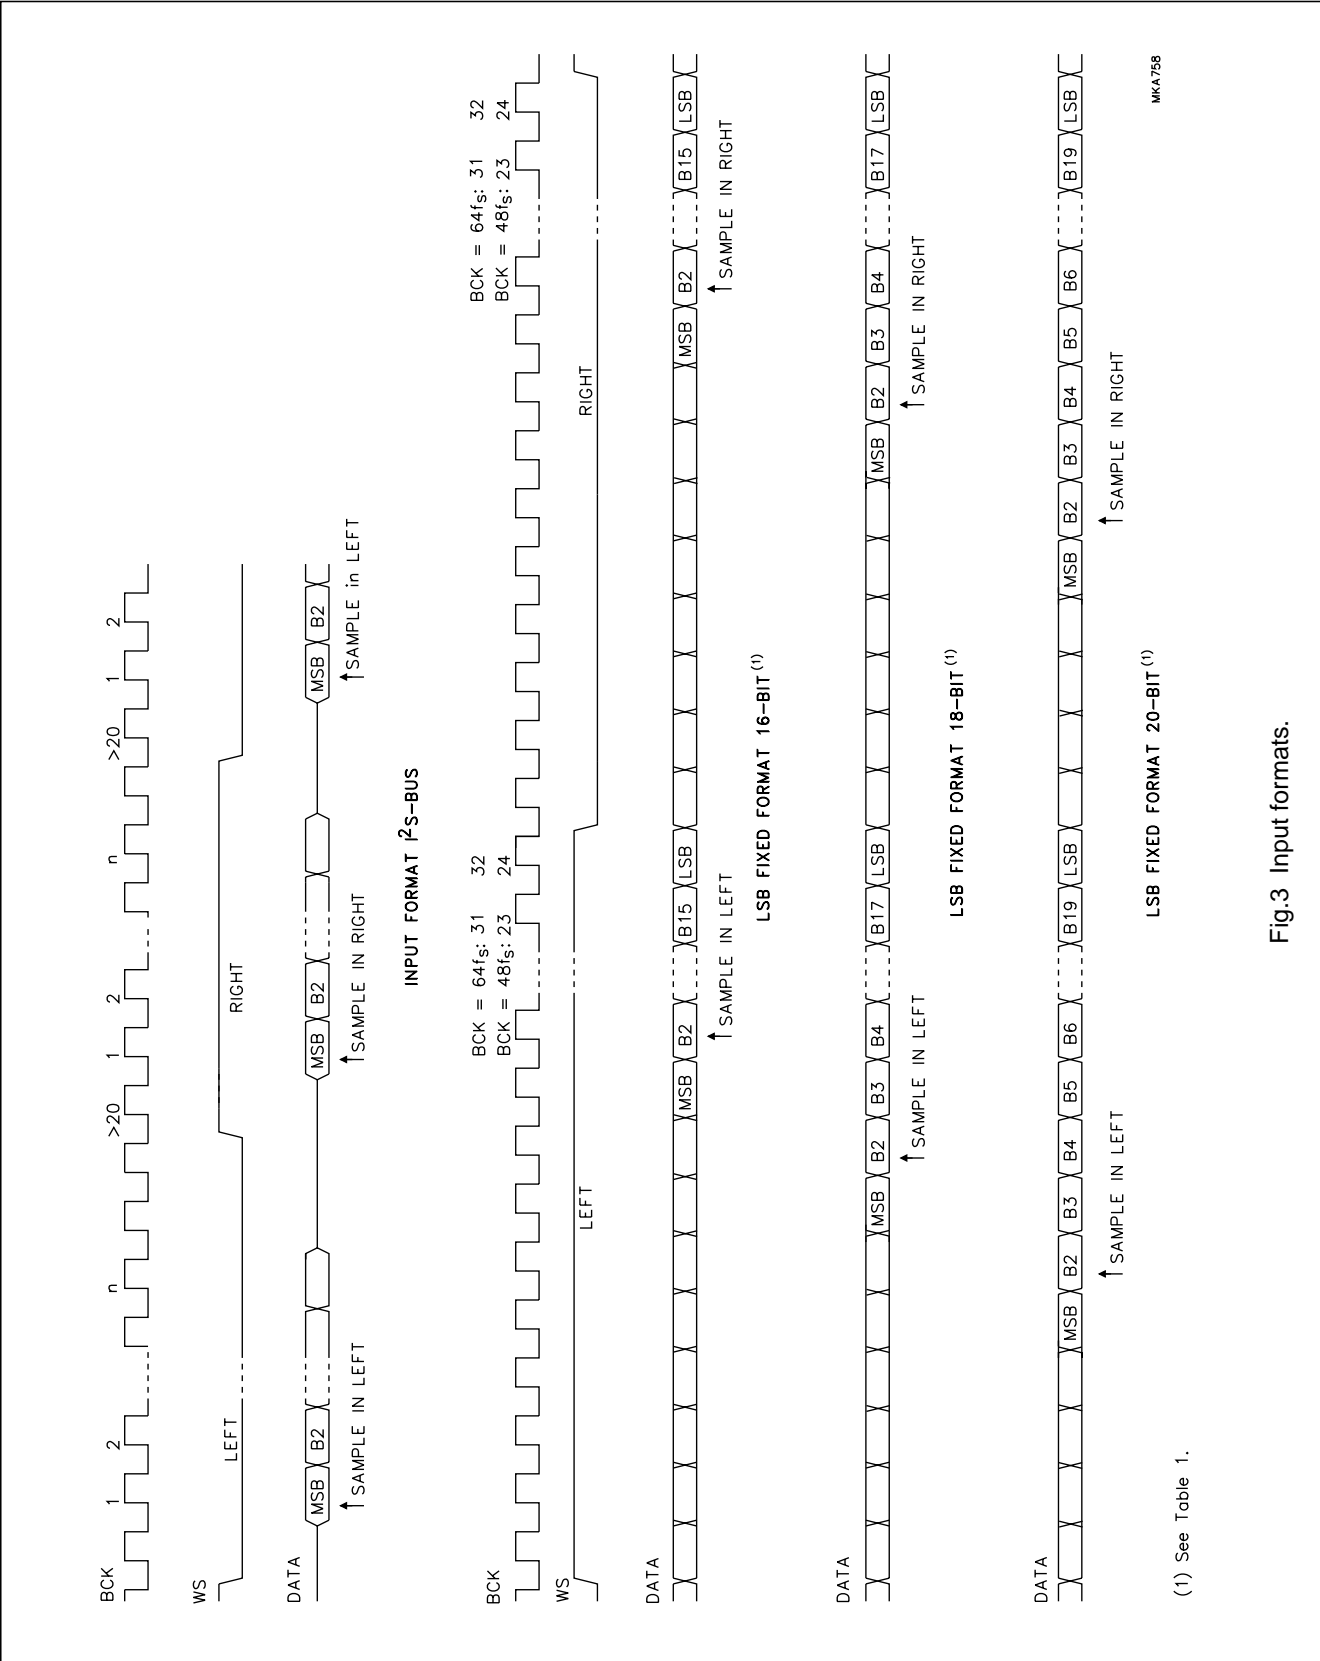 BCK
1 2 n >20 1 2 n >20 1 2
WS
LEFT RIGHT
DATA
MSB B2 MSB B2 MSB B2
SAMPLE IN LEFT SAMPLE IN RIGHT SAMPLE in LEFT
INPUT FORMAT I²S-BUS
BCK = 64fs: 31 32 BCK = 64fs: 31 32
BCK = 48fs: 23 24 BCK = 48fs: 23 24
BCK
WS
LEFT RIGHT
DATA
MSB B2 B15 LSB MSB B2 B15 LSB
SAMPLE IN LEFT SAMPLE IN RIGHT
LSB FIXED FORMAT 16-BIT (1)
DATA
MSB B2 B3 B4 B17 LSB MSB B2 B3 B4 B17 LSB
SAMPLE IN LEFT SAMPLE IN RIGHT
LSB FIXED FORMAT 18-BIT (1)
DATA
MSB B2 B3 B4 B5 B6 B19 LSB MSB B2 B3 B4 B5 B6 B19 LSB
SAMPLE IN LEFT SAMPLE IN RIGHT
LSB FIXED FORMAT 20-BIT (1)
MKA758
(1) See Table 1.
Fig.3 Input formats.